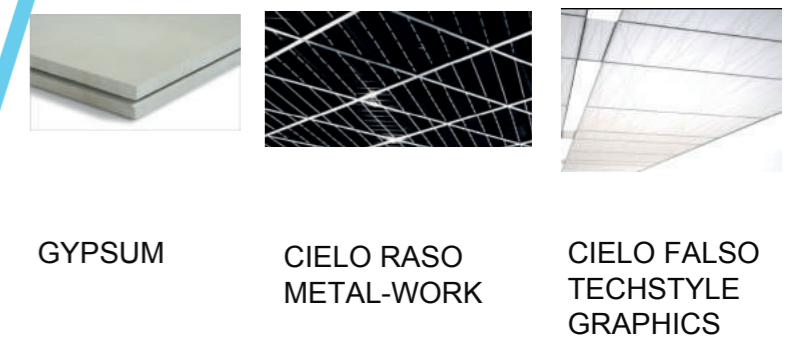 GYPSUM
CIELO RASO
METAL-WORK
CIELO FALSO
TECHSTYLE
GRAPHICS